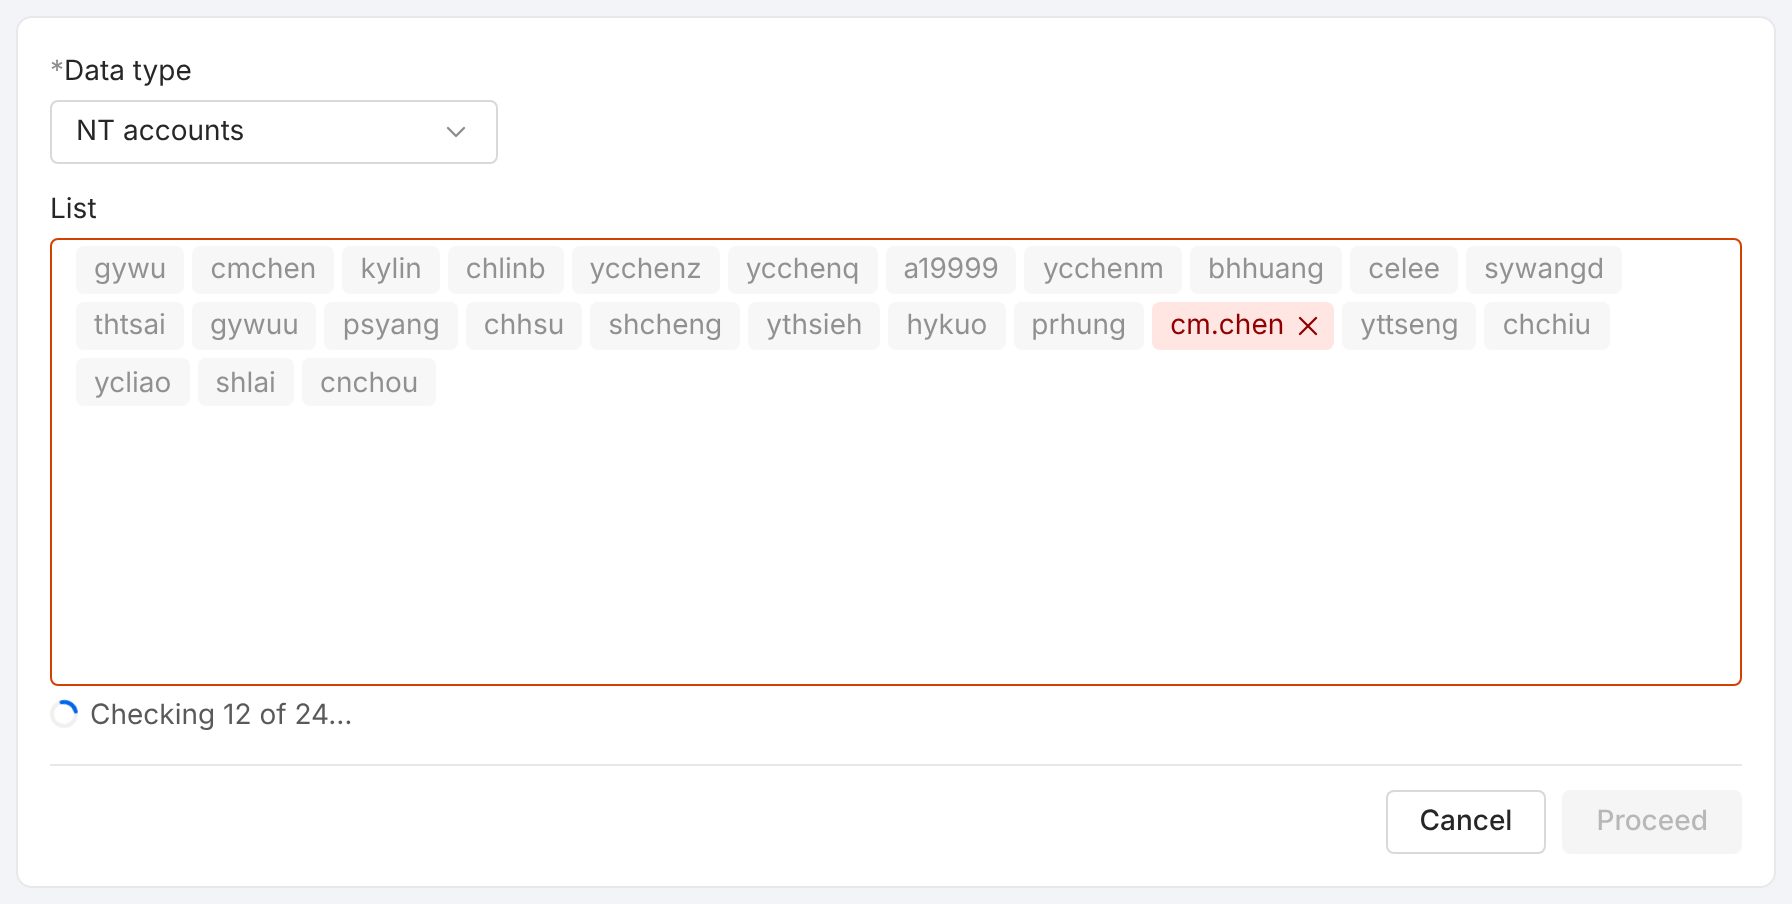 *Data type
NT accounts
List
gywu cmchen kylin chlinb ycchenz ycchenq a19999 ycchenm bhhuang celee sywangd
thtsai gywuu psyang chhsu shcheng ythsieh hykuo prhung cm.chen yttseng chchiu
ycliao shlai cnchou
Checking 12 of 24...
Cancel Proceed